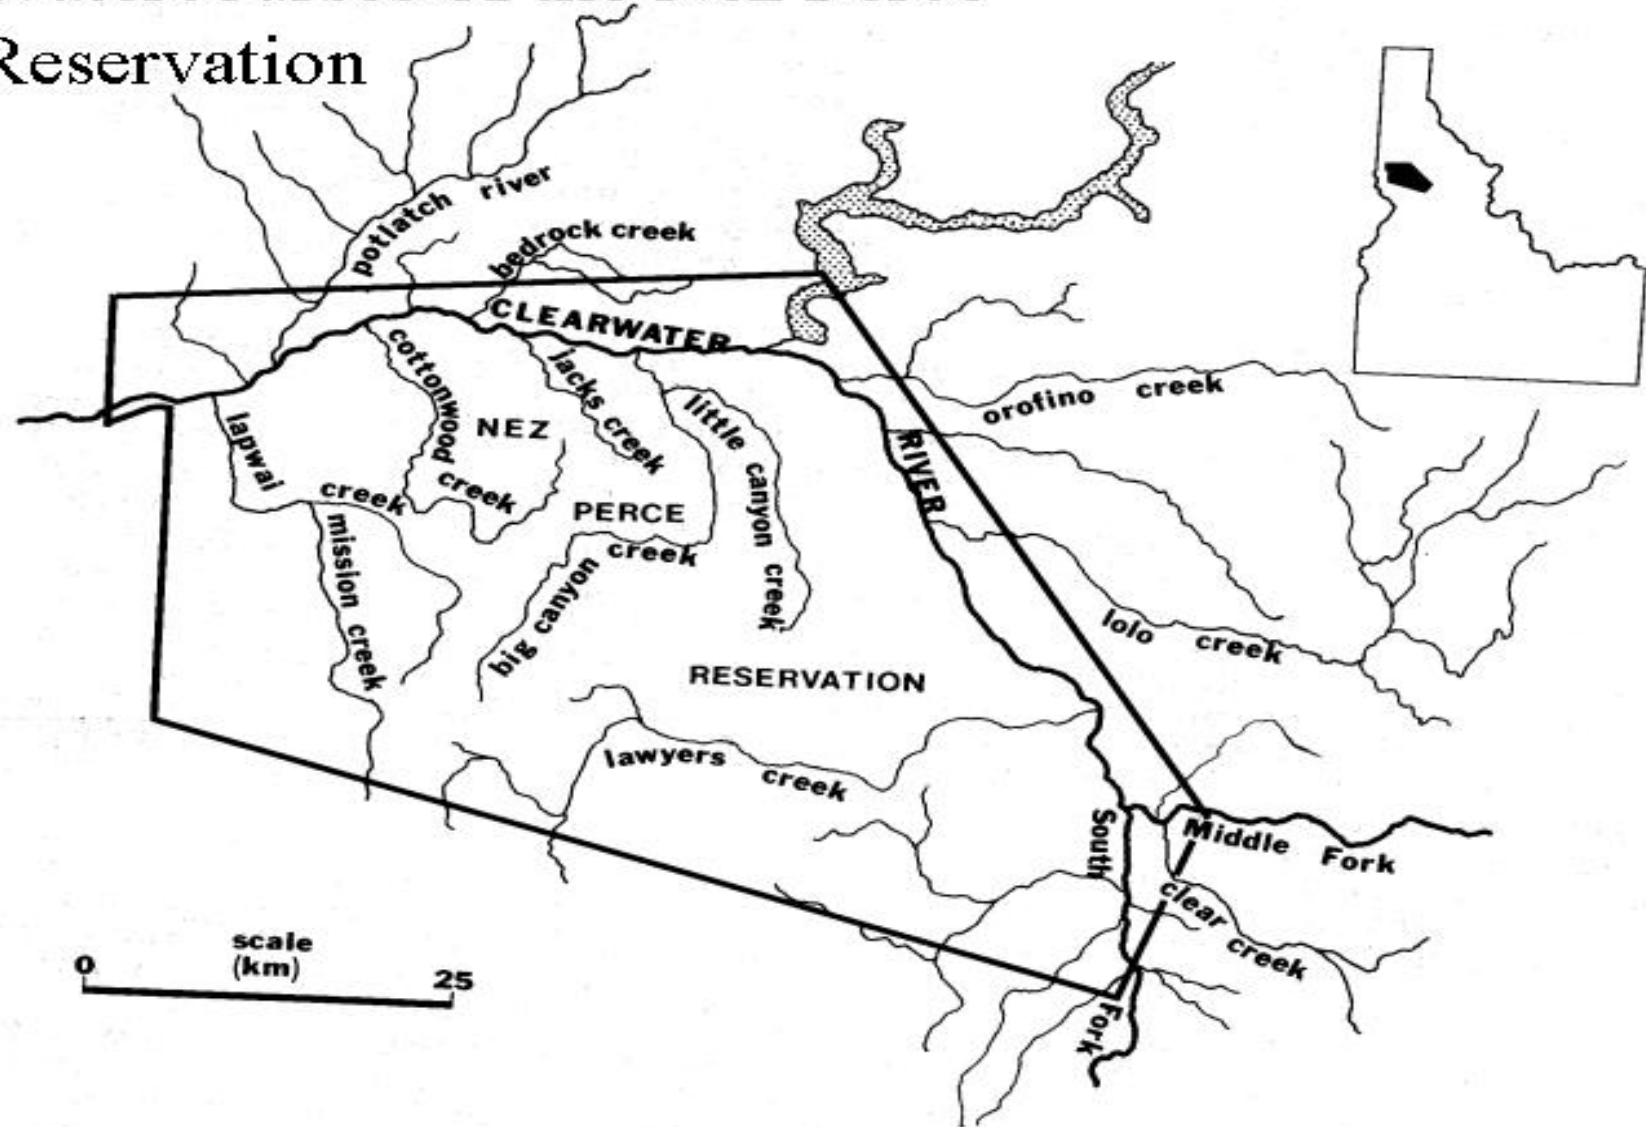 Reservation
potlatch river
bedrock creek
CLEARWATER
RIVER
cottonwood creek
jacks creek
little canyon creek
orofino creek
lapwai creek
NEZ
PERCE
RESERVATION
mission creek
big canyon creek
lolo creek
lawyers creek
South Fork
Middle Fork
clear creek
scale
(km)
0 25